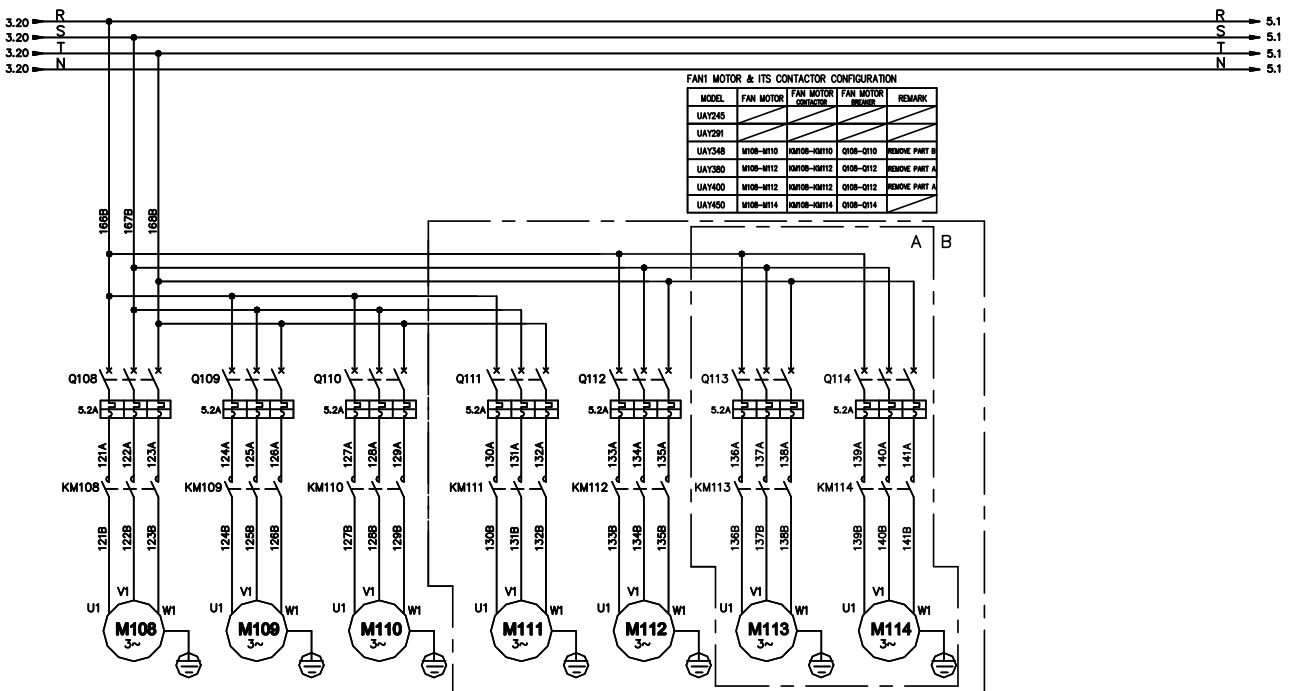 3.20 R R 5.1
3.20 S S 5.1
3.20 T T 5.1
3.20 N N 5.1
FAN1 MOTOR & ITS CONTACTOR CONFIGURATION
MODEL FAN MOTOR FAN MOTOR CONTACTOR FAN MOTOR BREAKER REMARK
UAY245
UAY291
UAY348 M108-M110 KM108-KM110 Q108-Q110 REMOVE PART B
UAY380 M108-M112 KM108-KM112 Q108-Q112 REMOVE PART A
UAY400 M108-M112 KM108-KM112 Q108-Q112 REMOVE PART A
UAY450 M108-M114 KM108-KM114 Q108-Q114
166B 167B 168B
A B
Q108 Q109 Q110 Q111 Q112 Q113 Q114
5.2A 5.2A 5.2A 5.2A 5.2A 5.2A 5.2A
121A 122A 123A 124A 125A 126A 127A 128A 129A 130A 131A 132A 133A 134A 135A 136A 137A 138A 139A 140A 141A
KM108 KM109 KM110 KM111 KM112 KM113 KM114
121B 122B 123B 124B 125B 126B 127B 128B 129B 130B 131B 132B 133B 134B 135B 136B 137B 138B 139B 140B 141B
U1 V1 W1 U1 V1 W1 U1 V1 W1 U1 V1 W1 U1 V1 W1 U1 V1 W1 U1 V1 W1
M108 M109 M110 M111 M112 M113 M114
3~ 3~ 3~ 3~ 3~ 3~ 3~